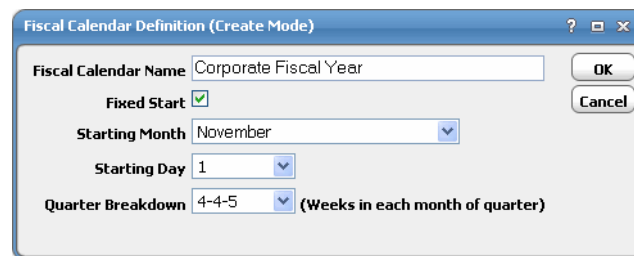 Fiscal Calendar Definition (Create Mode) ?
Fiscal Calendar Name Corporate Fiscal Year OK
Fixed Start Cancel
Starting Month November
Starting Day 1
Quarter Breakdown 4-4-5 (Weeks in each month of quarter)